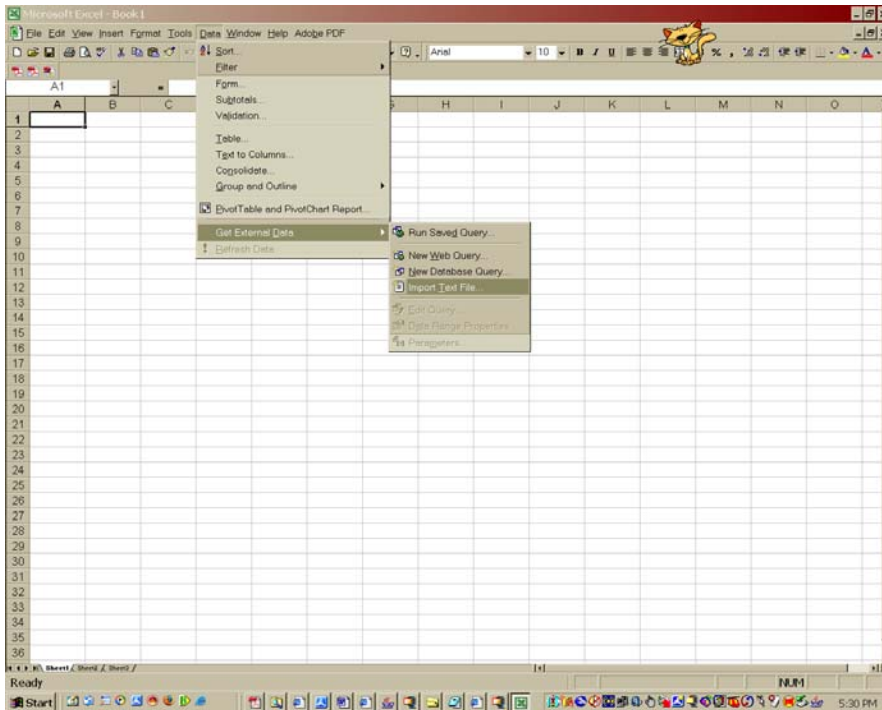 Microsoft Excel - Book1
File Edit View Insert Format Tools Data Window Help Adobe PDF
Arial 10 B I U % ,
A1 =
A B C G H I J K L M N O
Sort...
Filter
Form...
Subtotals...
Validation...
Table...
Text to Columns...
Consolidate...
Group and Outline
PivotTable and PivotChart Report...
Get External Data
Refresh Data
Run Saved Query...
New Web Query...
New Database Query...
Import Text File...
Edit Query...
Data Range Properties...
Parameters...
1
2
3
4
5
6
7
8
9
10
11
12
13
14
15
16
17
18
19
20
21
22
23
24
25
26
27
28
29
30
31
32
33
34
35
36
Sheet1 Sheet2 Sheet3
Ready NUM
Start 5:30 PM